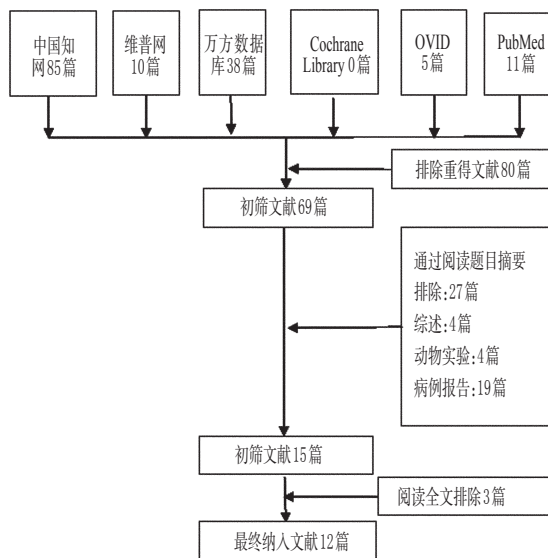 中国知
网85篇
维普网
10篇
万方数据
库38篇
Cochrane
Library 0篇
OVID
5篇
PubMed
11篇
排除重得文献80篇
初筛文献69篇
通过阅读题目摘要
排除:27篇
综述:4篇
动物实验:4篇
病例报告:19篇
初筛文献15篇
阅读全文排除3篇
最终纳入文献12篇